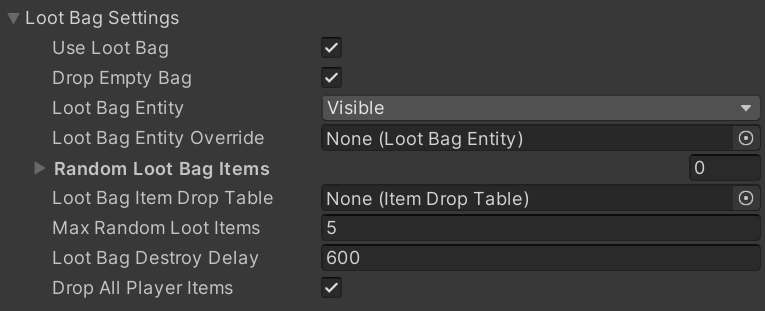 Loot Bag Settings
Use Loot Bag
Drop Empty Bag
Loot Bag Entity Visible
Loot Bag Entity Override None (Loot Bag Entity)
Random Loot Bag Items 0
Loot Bag Item Drop Table None (Item Drop Table)
Max Random Loot Items 5
Loot Bag Destroy Delay 600
Drop All Player Items